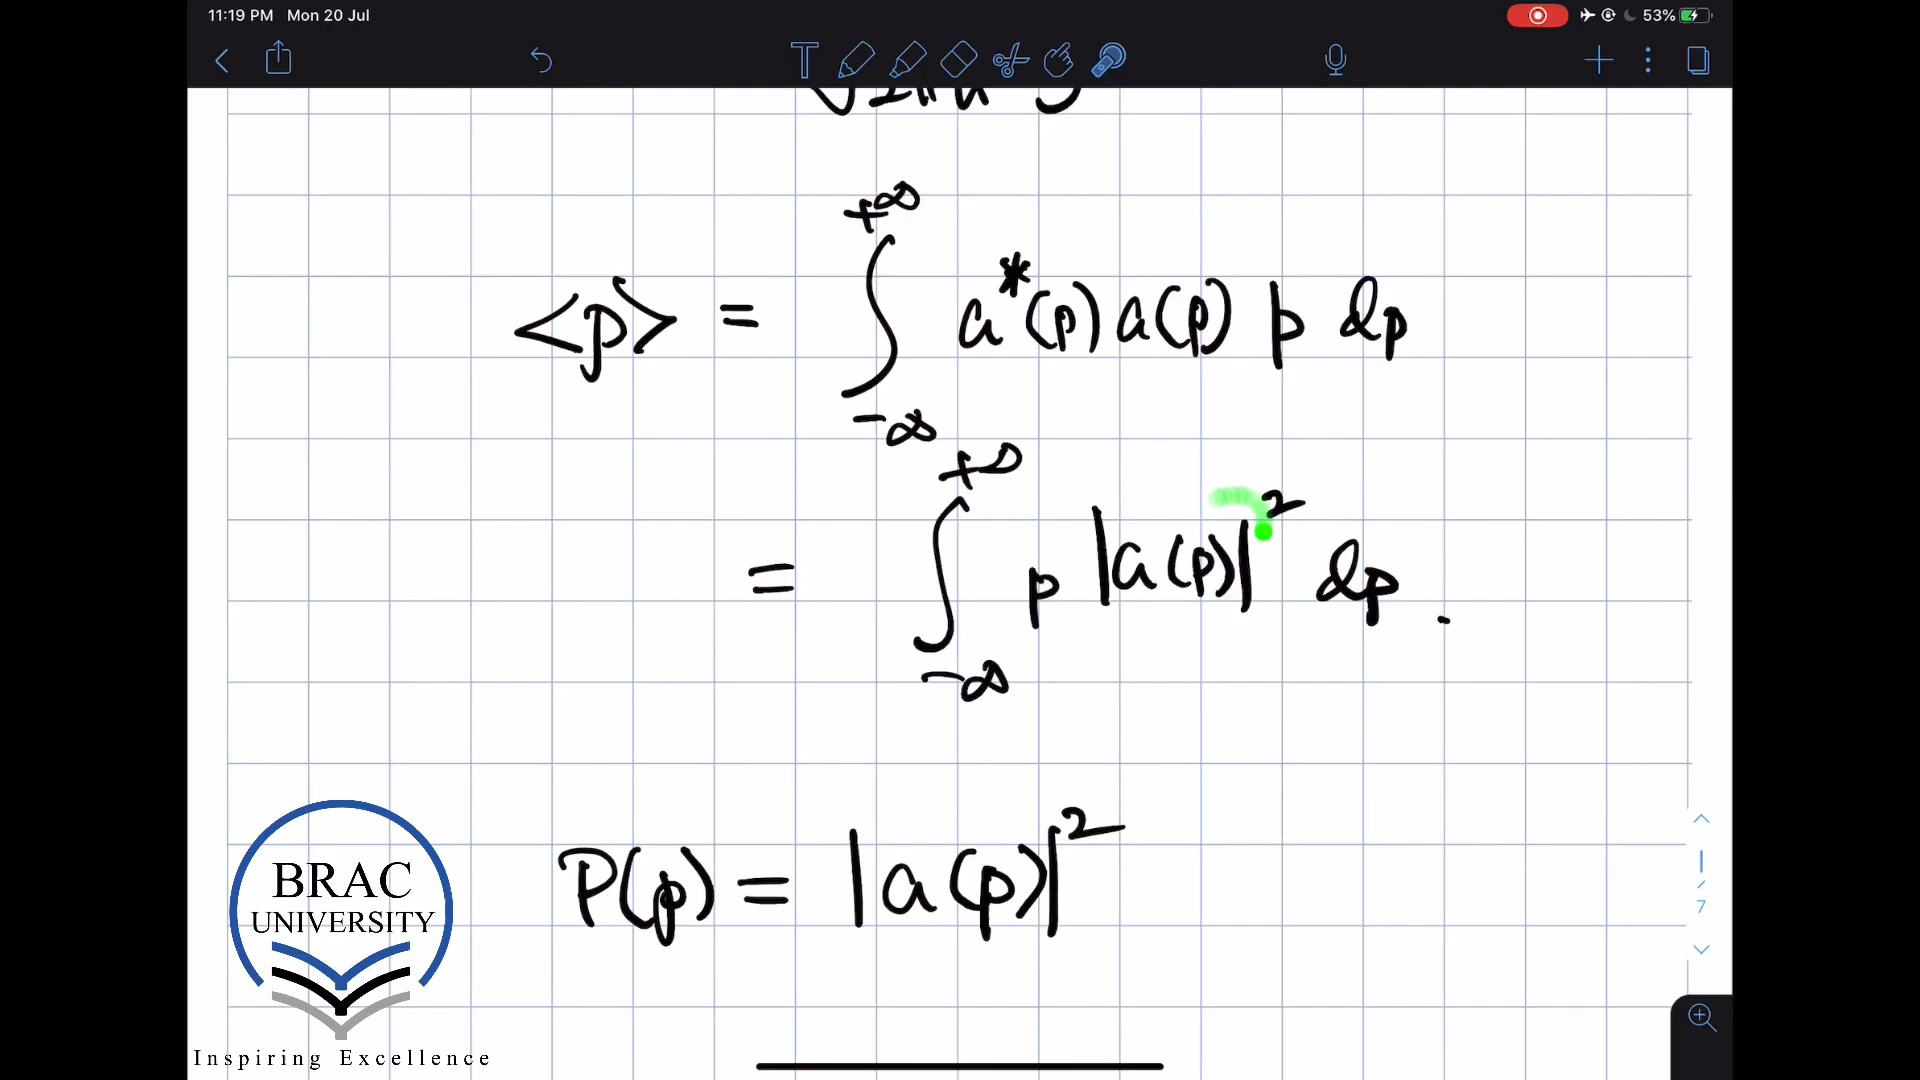 11:19 PM Mon 20 Jul 53%
<p> = ∫_{-∞}^{+∞} a*(p) a(p) p dp
= ∫_{-∞}^{+∞} p |a(p)|² dp .
P(p) = |a(p)|²
BRAC
UNIVERSITY
Inspiring Excellence
7